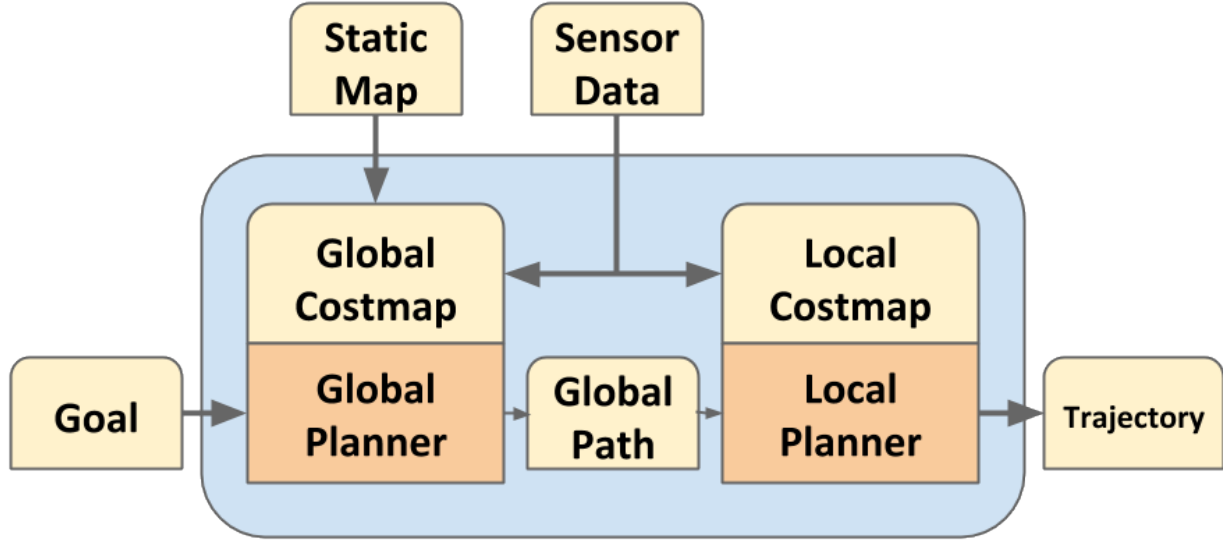 Static
Map
Sensor
Data
Global
Costmap
Local
Costmap
Goal
Global
Planner
Global
Path
Local
Planner
Trajectory